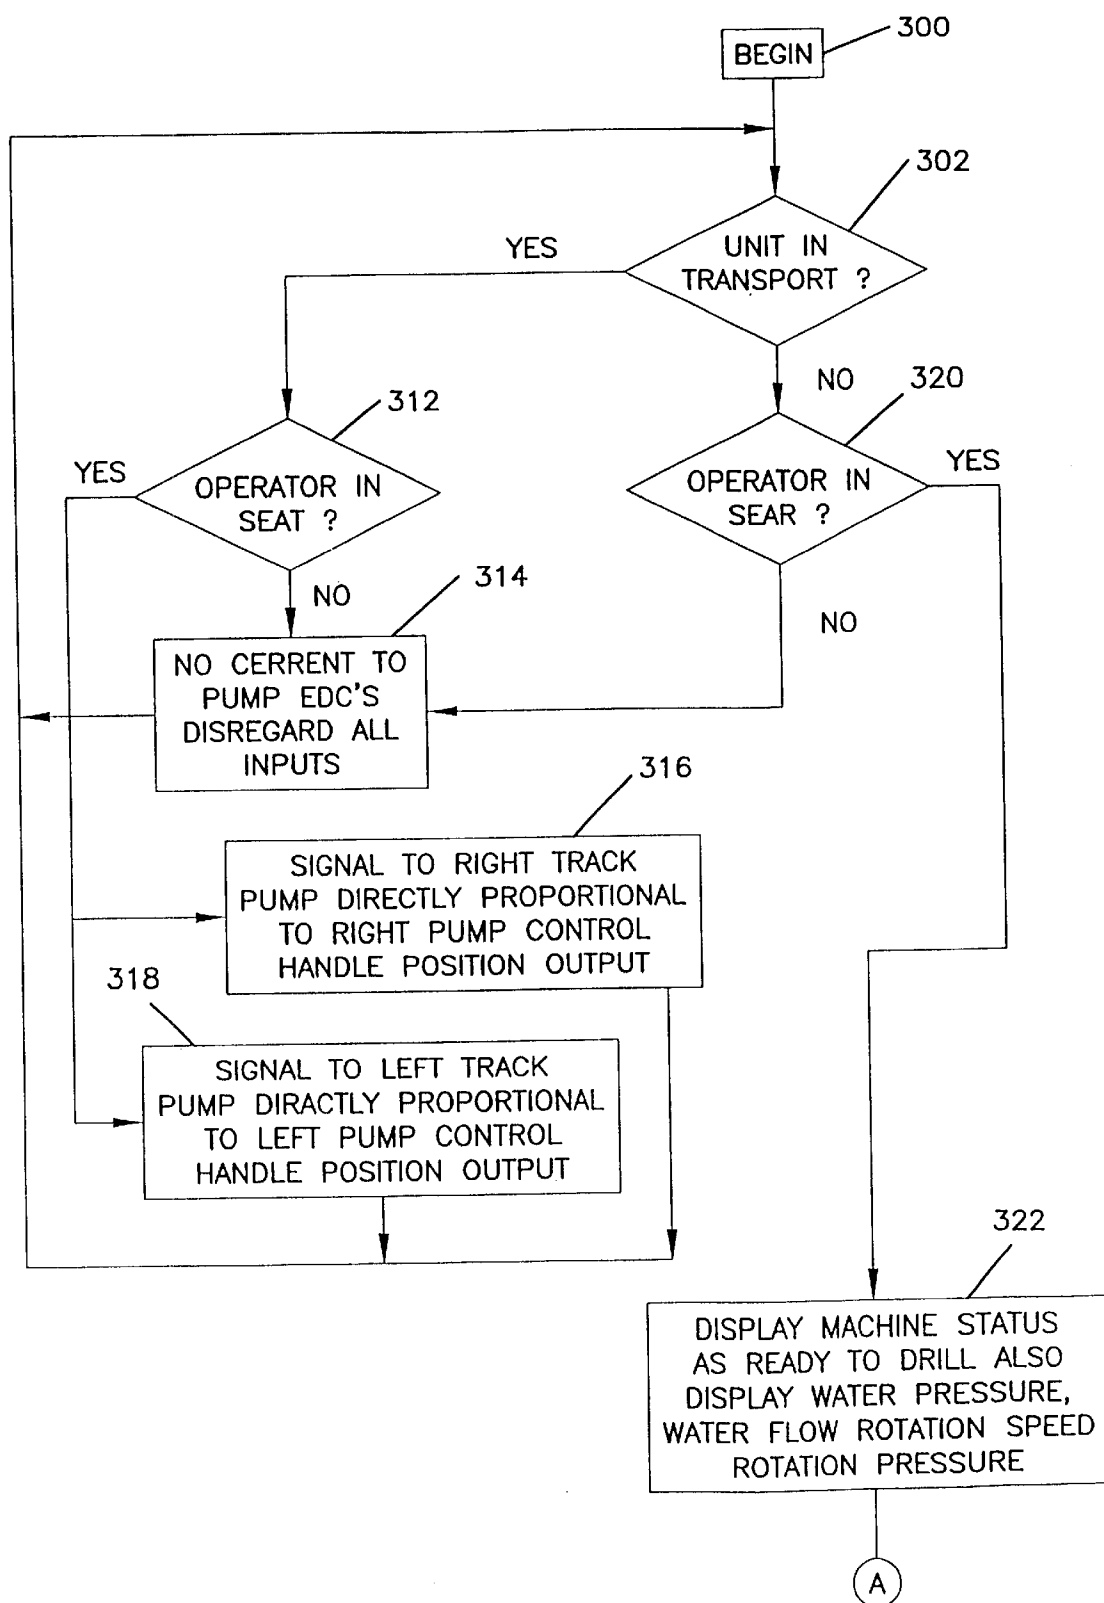 300
BEGIN
302
UNIT IN
TRANSPORT ?
YES
NO
312
320
OPERATOR IN
SEAT ?
YES
NO
OPERATOR IN
SEAR ?
YES
NO
314
NO CERRENT TO
PUMP EDC'S
DISREGARD ALL
INPUTS
316
SIGNAL TO RIGHT TRACK
PUMP DIRECTLY PROPORTIONAL
TO RIGHT PUMP CONTROL
HANDLE POSITION OUTPUT
318
SIGNAL TO LEFT TRACK
PUMP DIRACTLY PROPORTIONAL
TO LEFT PUMP CONTROL
HANDLE POSITION OUTPUT
322
DISPLAY MACHINE STATUS
AS READY TO DRILL ALSO
DISPLAY WATER PRESSURE,
WATER FLOW ROTATION SPEED
ROTATION PRESSURE
A